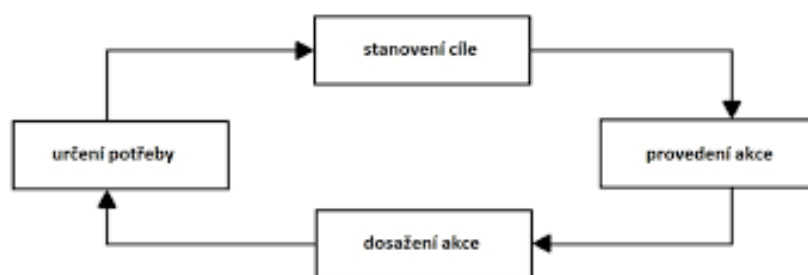 stanovení cíle
určení potřeby
provedení akce
dosažení akce